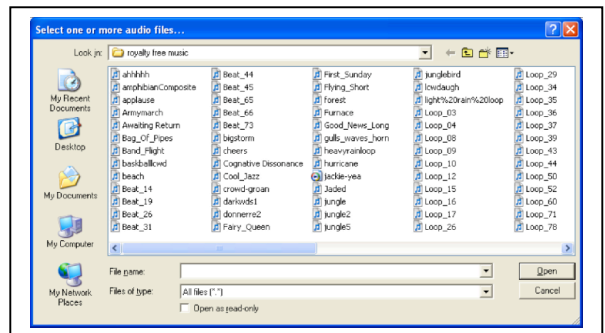 Select one or more audio files...
Look in: royalty free music
My Recent Documents
Desktop
My Documents
My Computer
My Network Places
ahhhhh
amphibianComposite
applause
Armymarch
Awaiting Return
Bag_Of_Pipes
Band_Flight
baskballcwd
beach
Beat_14
Beat_19
Beat_26
Beat_31
Beat_44
Beat_45
Beat_65
Beat_66
Beat_73
bigstorm
cheers
Cognative Dissonance
Cool_Jazz
crowd-groan
darkwds1
donnerre2
Fairy_Queen
First_Sunday
Flying_Short
forest
Furnace
Good_News_Long
gulls_waves_horn
heavyrainloop
hurricane
jackie-yea
Jaded
jungle
jungle2
jungle5
junglebird
lcwdaugh
light%20rain%20loop
Loop_03
Loop_04
Loop_08
Loop_09
Loop_10
Loop_12
Loop_15
Loop_16
Loop_17
Loop_26
Loop_29
Loop_34
Loop_35
Loop_36
Loop_37
Loop_39
Loop_43
Loop_44
Loop_50
Loop_52
Loop_60
Loop_71
Loop_78
File name:
Open
Files of type: All files (*.*)
Cancel
Open as read-only